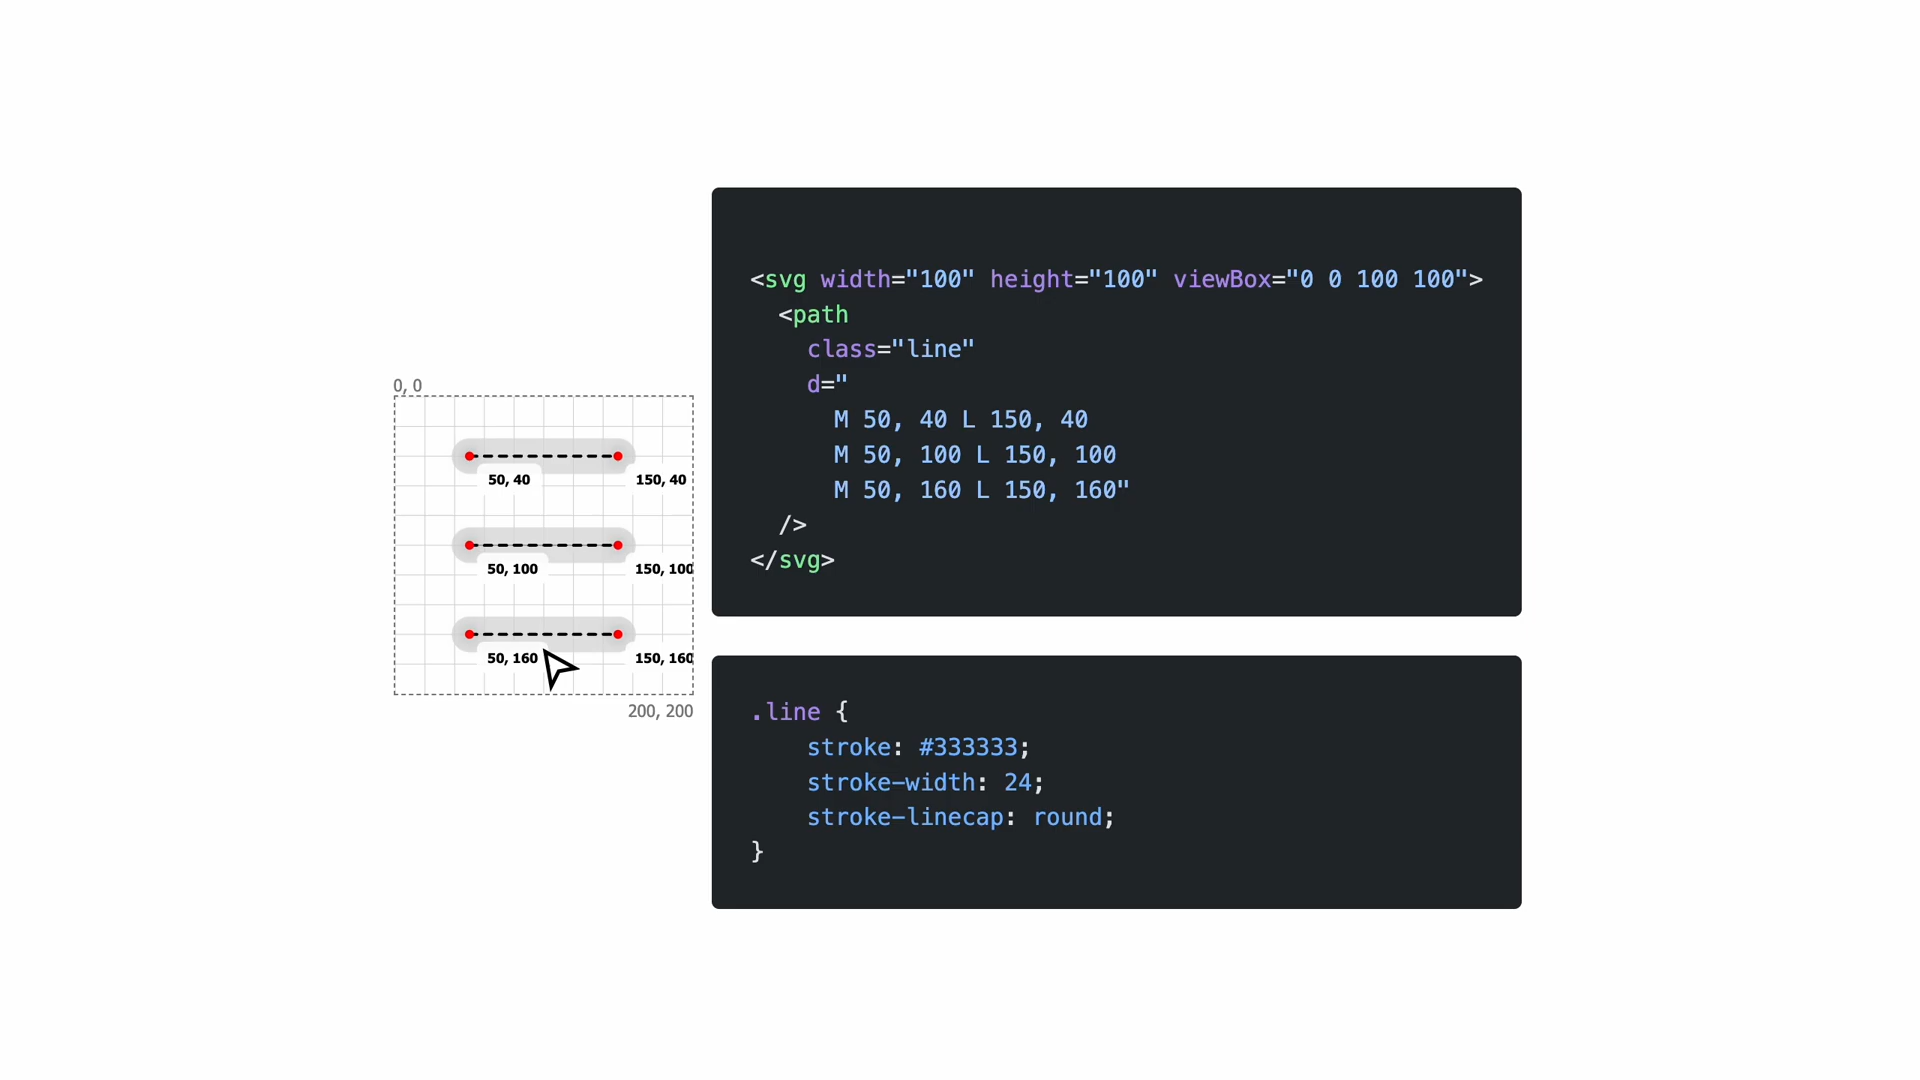 0, 0
50, 40
150, 40
50, 100
150, 100
50, 160
150, 160
200, 200
<svg width="100" height="100" viewBox="0 0 100 100">
<path
class="line"
d="
M 50, 40 L 150, 40
M 50, 100 L 150, 100
M 50, 160 L 150, 160"
/>
</svg>
.line {
stroke: #333333;
stroke-width: 24;
stroke-linecap: round;
}